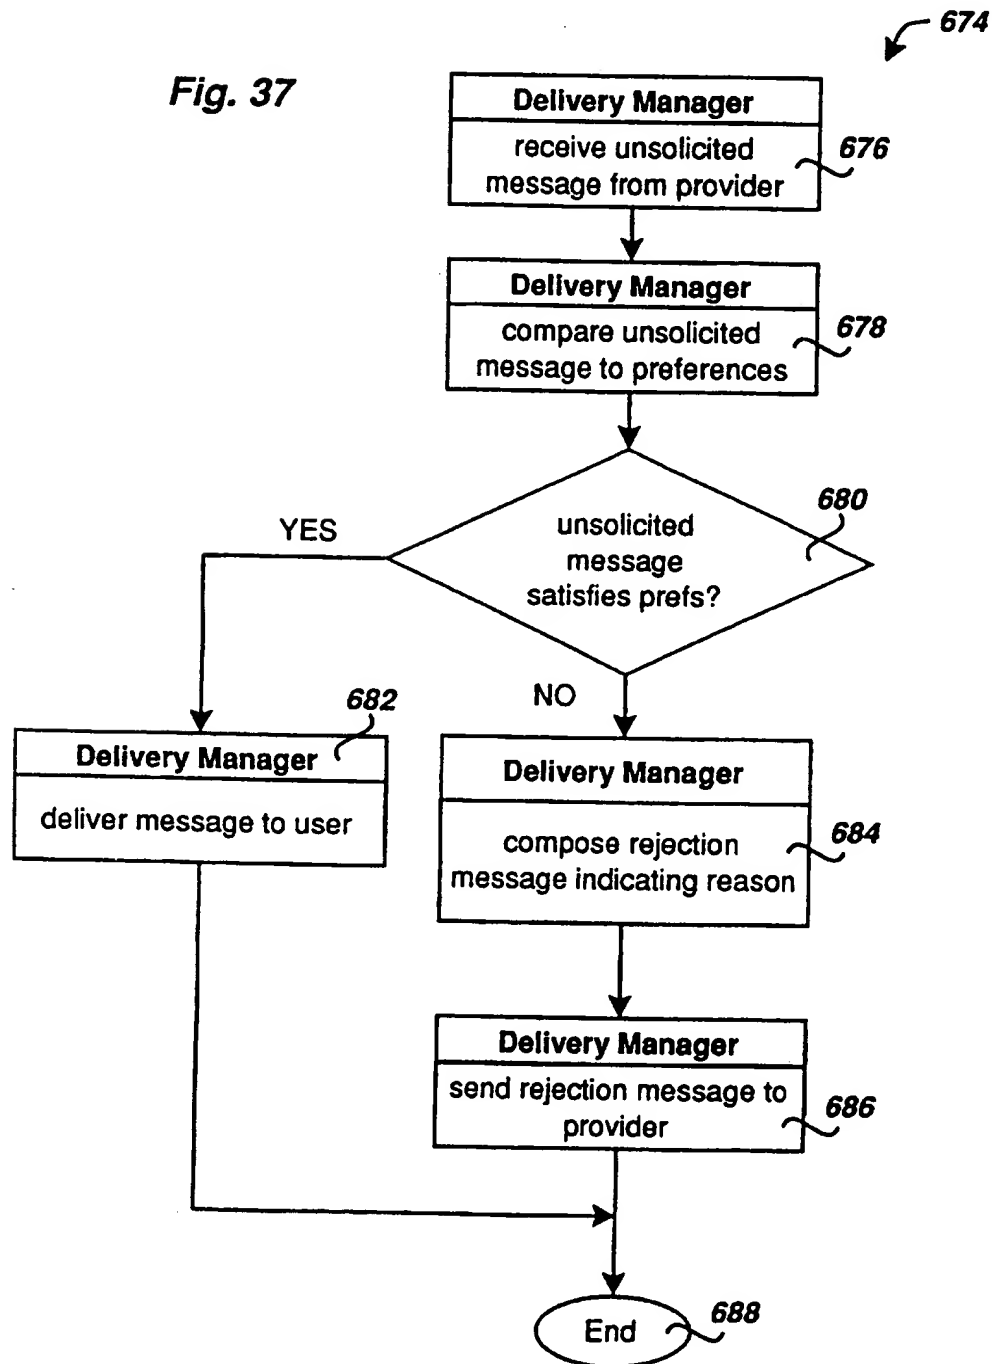 674
Fig. 37
Delivery Manager
receive unsolicited
message from provider
676
Delivery Manager
compare unsolicited
message to preferences
678
680
unsolicited
message
satisfies prefs?
YES
NO
682
Delivery Manager
deliver message to user
Delivery Manager
compose rejection
message indicating reason
684
Delivery Manager
send rejection message to
provider
686
End
688